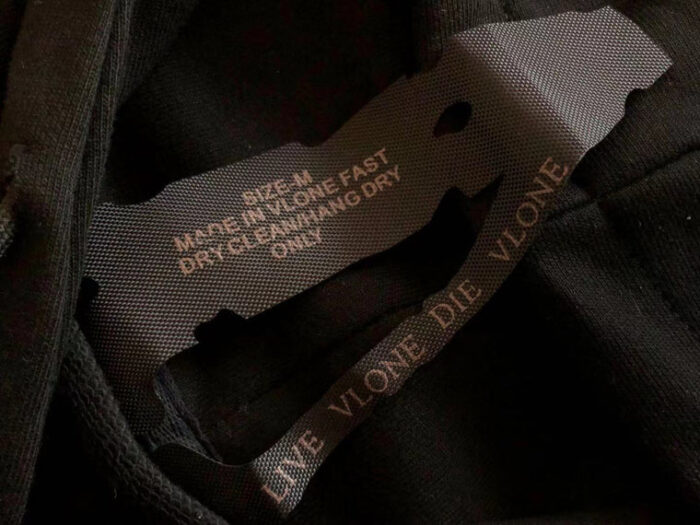 SIZE-M
MADE IN VLONE FAST
DRY CLEAN/HANG DRY
ONLY
LIVE VLONE DIE VLONE